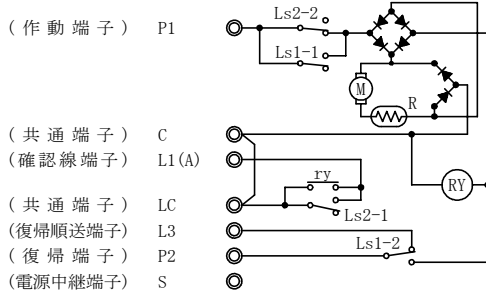 (作動端子) P1
Ls2-2
Ls1-1
M
R
(共通端子) C
(確認線端子) L1(A)
ry
RY
(共通端子) LC
Ls2-1
(復帰順送端子) L3
Ls1-2
(復帰端子) P2
(電源中継端子) S